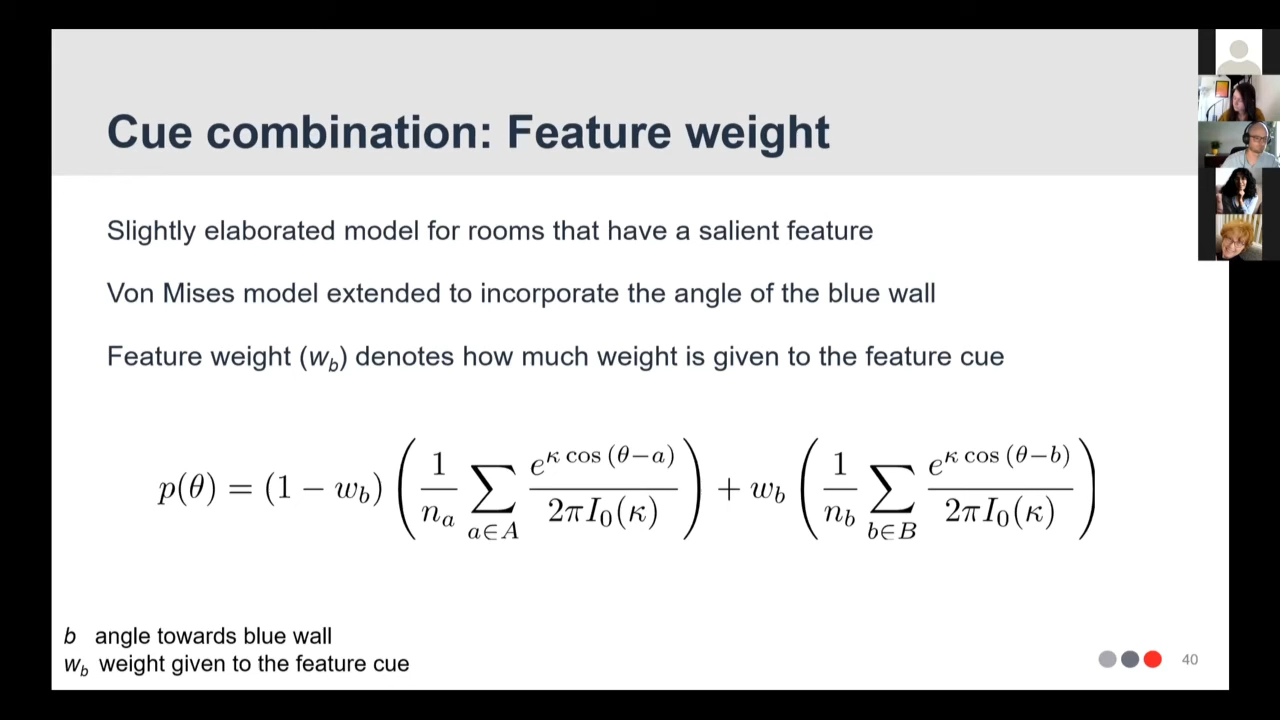 Cue combination: Feature weight
Slightly elaborated model for rooms that have a salient feature
Von Mises model extended to incorporate the angle of the blue wall
Feature weight (w_b) denotes how much weight is given to the feature cue
p(θ) = (1 − w_b) ( 1/n_a ∑_{a∈A} e^{κ cos (θ−a)} / 2πI_0(κ) ) + w_b ( 1/n_b ∑_{b∈B} e^{κ cos (θ−b)} / 2πI_0(κ) )
b angle towards blue wall
w_b weight given to the feature cue
40